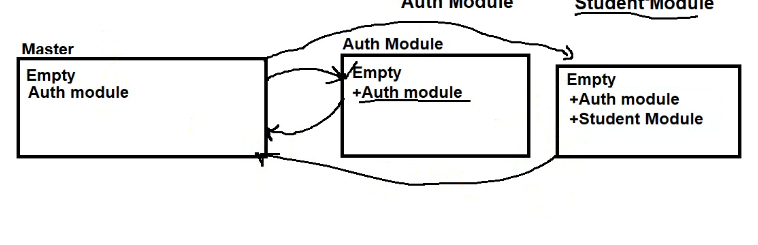 Auth Module
Student Module
Master
Empty
Auth module
Auth Module
Empty
+Auth module
Empty
+Auth module
+Student Module